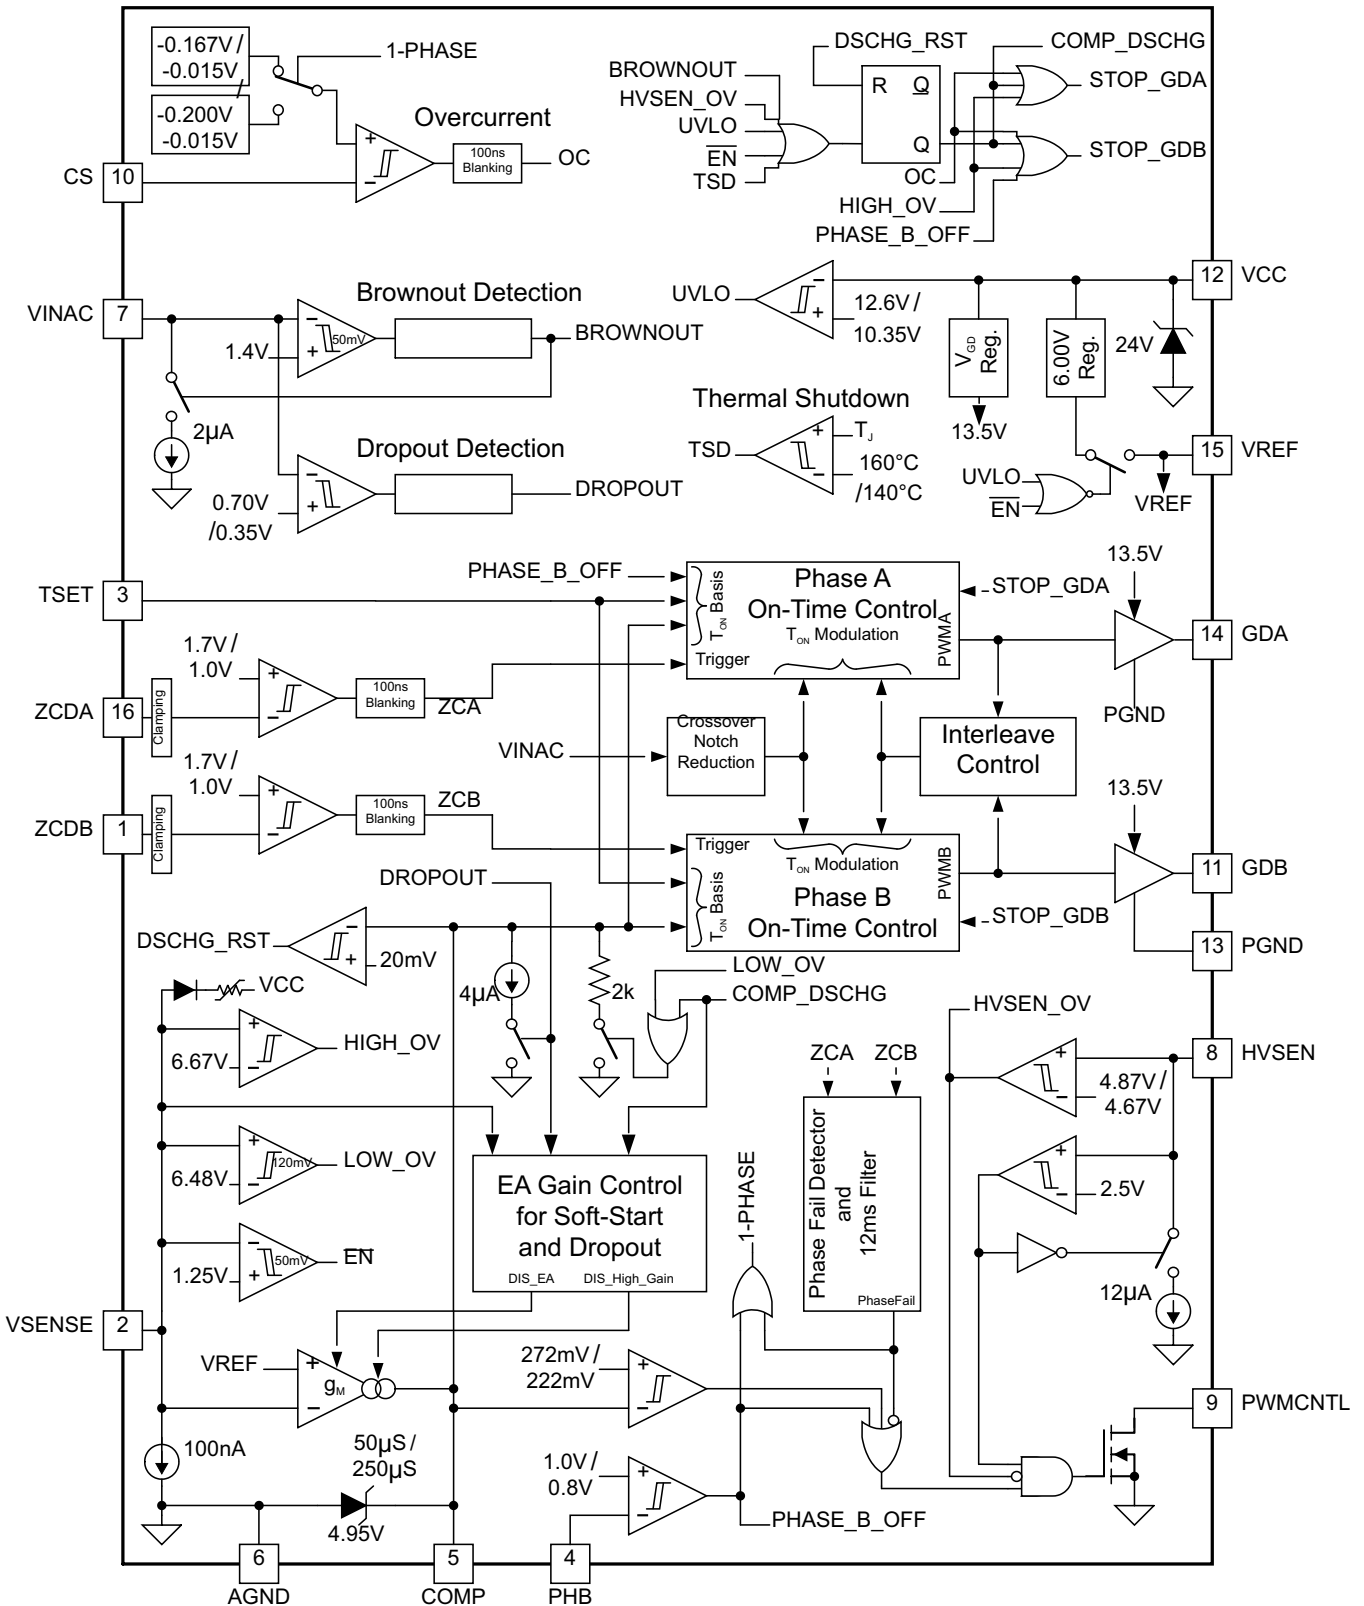 -0.167V /
-0.015V
1-PHASE
-0.200V
-0.015V
Overcurrent
+
100ns
Blanking
OC
−
CS
10
DSCHG_RST
COMP_DSCHG
BROWNOUT
HVSEN_OV
UVLO
EN
TSD
R
Q
Q
STOP_GDA
STOP_GDB
OC
HIGH_OV
PHASE_B_OFF
VINAC
7
Brownout Detection
−
50mV
1.4V
+
BROWNOUT
2µA
Dropout Detection
−
0.70V
/0.35V
+
DROPOUT
UVLO
−
+
12.6V /
10.35V
12
VCC
VGD
Reg.
13.5V
6.00V
Reg.
24V
Thermal Shutdown
TSD
+
TJ
−
160°C
/140°C
15
VREF
UVLO
EN
VREF
TSET
3
PHASE_B_OFF
TON Basis
Phase A
On-Time Control
TON Modulation
Trigger
PWMA
STOP_GDA
13.5V
14
GDA
PGND
1.7V /
1.0V
+
−
ZCDA
16
Clamping
100ns
Blanking
ZCA
VINAC
Crossover
Notch
Reduction
Interleave
Control
1.7V /
1.0V
+
−
ZCDB
1
Clamping
100ns
Blanking
ZCB
Trigger
TON Modulation
TON Basis
Phase B
On-Time Control
PWMB
STOP_GDB
13.5V
11
GDB
13
PGND
DROPOUT
DSCHG_RST
−
+
20mV
VCC
4µA
2k
LOW_OV
COMP_DSCHG
+
6.67V
−
HIGH_OV
+
120mV
6.48V
−
LOW_OV
−
50mV
1.25V
+
EN
EA Gain Control
for Soft-Start
and Dropout
DIS_EA
DIS_High_Gain
ZCA
ZCB
Phase Fail Detector
and
12ms Filter
PhaseFail
1-PHASE
HVSEN_OV
8
HVSEN
+
−
4.87V /
4.67V
+
−
2.5V
12µA
VSENSE
2
VREF
+
gM
−
100nA
50µS /
250µS
4.95V
272mV /
222mV
+
−
1.0V /
0.8V
+
−
PHASE_B_OFF
9
PWMCNTL
6
AGND
5
COMP
4
PHB